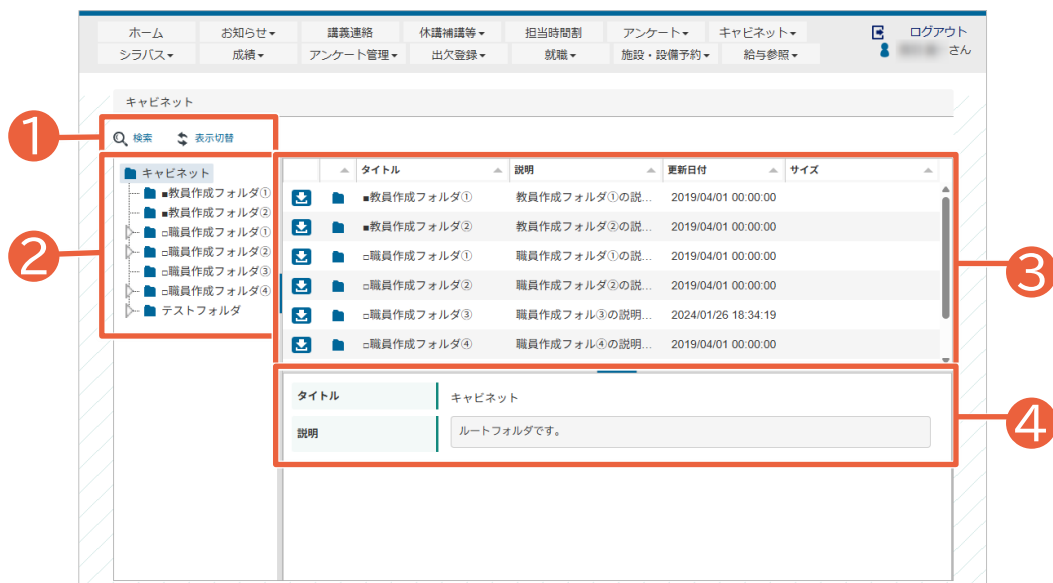 ホーム お知らせ▾ 講義連絡 休講補講等▾ 担当時間割 アンケート▾ キャビネット▾ ログアウト
シラバス▾ 成績▾ アンケート管理▾ 出欠登録▾ 就職▾ 施設・設備予約▾ 給与参照▾ さん
キャビネット
1
検索 表示切替
2
キャビネット
■教員作成フォルダ①
■教員作成フォルダ②
□職員作成フォルダ①
□職員作成フォルダ②
□職員作成フォルダ③
□職員作成フォルダ④
テストフォルダ
タイトル 説明 更新日付 サイズ
■教員作成フォルダ① 教員作成フォルダ①の説... 2019/04/01 00:00:00
■教員作成フォルダ② 教員作成フォルダ②の説... 2019/04/01 00:00:00
□職員作成フォルダ① 職員作成フォルダ①の説... 2019/04/01 00:00:00
□職員作成フォルダ② 職員作成フォルダ②の説... 2019/04/01 00:00:00
□職員作成フォルダ③ 職員作成フォル③の説明... 2024/01/26 18:34:19
□職員作成フォルダ④ 職員作成フォル④の説明... 2019/04/01 00:00:00
3
タイトル キャビネット
説明 ルートフォルダです。
4